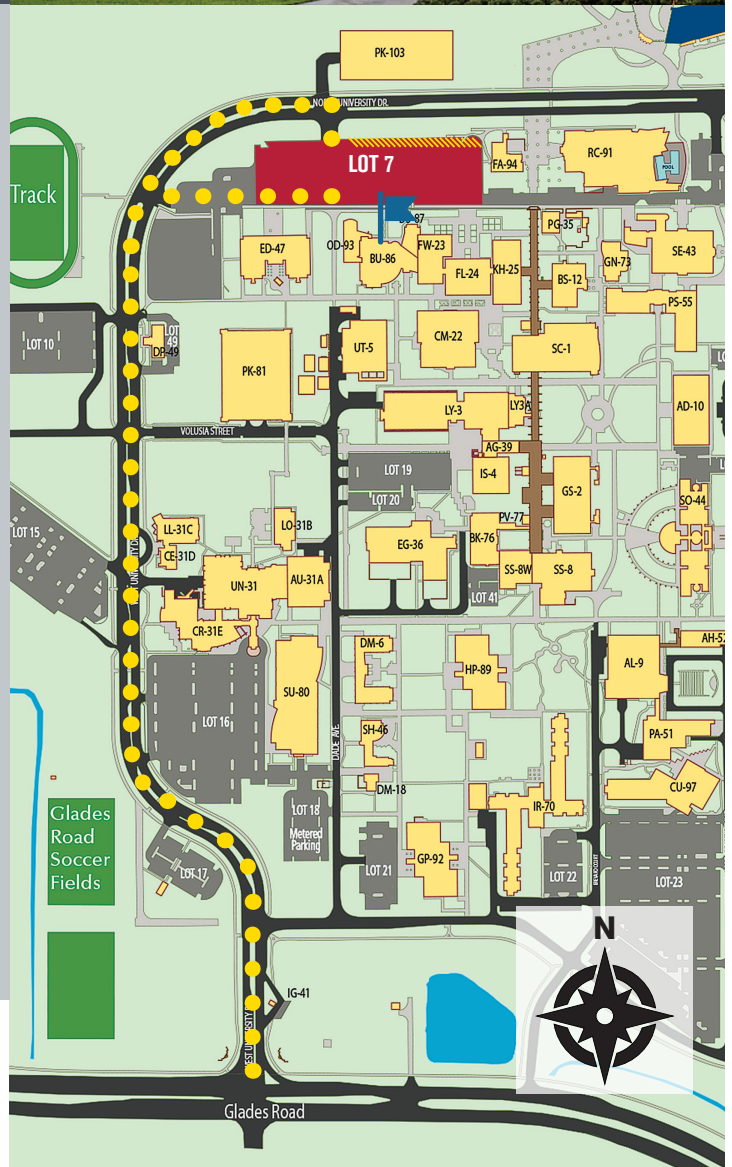 PK-103
NORTH UNIVERSITY DR.
LOT 7
FA-94
RC-91
POOL
Track
87
PG-35
OD-93
ED-47
BU-86
FW-23
FL-24
KH-25
BS-12
GN-73
SE-43
PS-55
LOT 10
LOT
49
DP-49
PK-81
UT-5
CM-22
SC-1
LY-3
LY3A
AD-10
VOLUSIA STREET
AG-39
LOT 19
LOT 20
IS-4
GS-2
SO-44
LOT 15
LL-31C
LO-31B
PV-77
BK-76
EG-36
CE-31D
UN-31
AU-31A
SS-8W
SS-8
LOT 41
CR-31E
DM-6
HP-89
AL-9
AH-52
SU-80
LOT 16
DADE AVE
SH-46
PA-51
DM-18
CU-97
IR-70
LOT 18
Metered
Parking
Glades
Road
Soccer
Fields
LOT 17
LOT 21
GP-92
LOT 22
LOT-23
N
IG-41
Glades Road